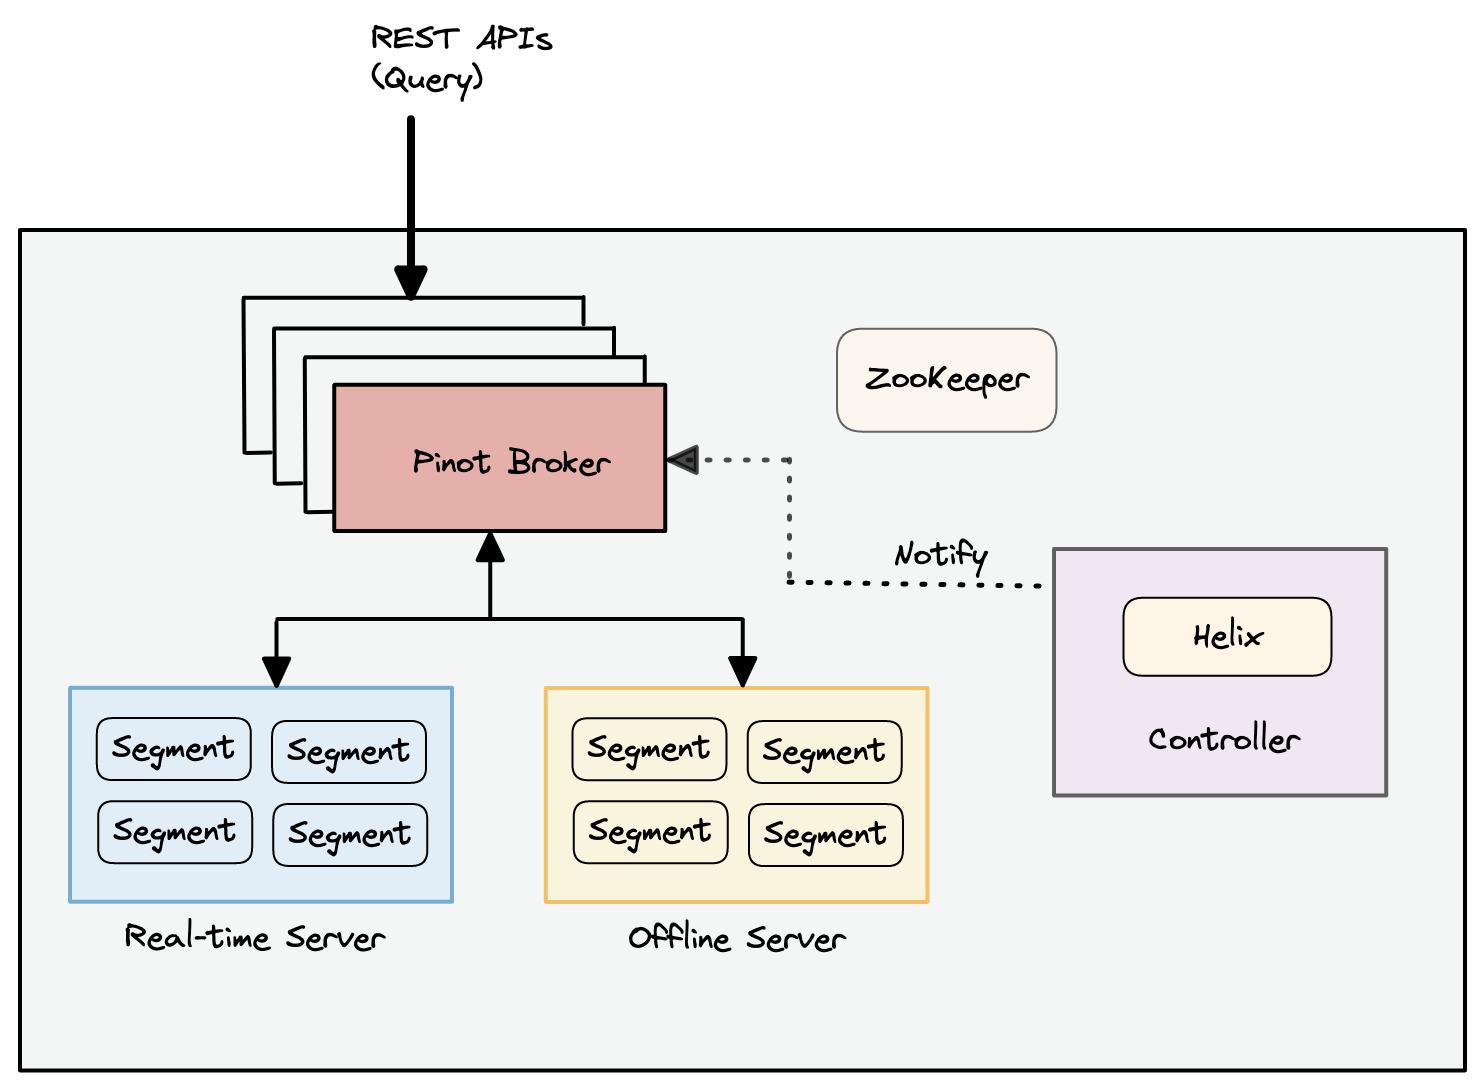 REST APIs
(Query)
ZooKeeper
Pinot Broker
Notify
Helix
Controller
Segment Segment
Segment Segment
Real-time Server
Segment Segment
Segment Segment
Offline Server